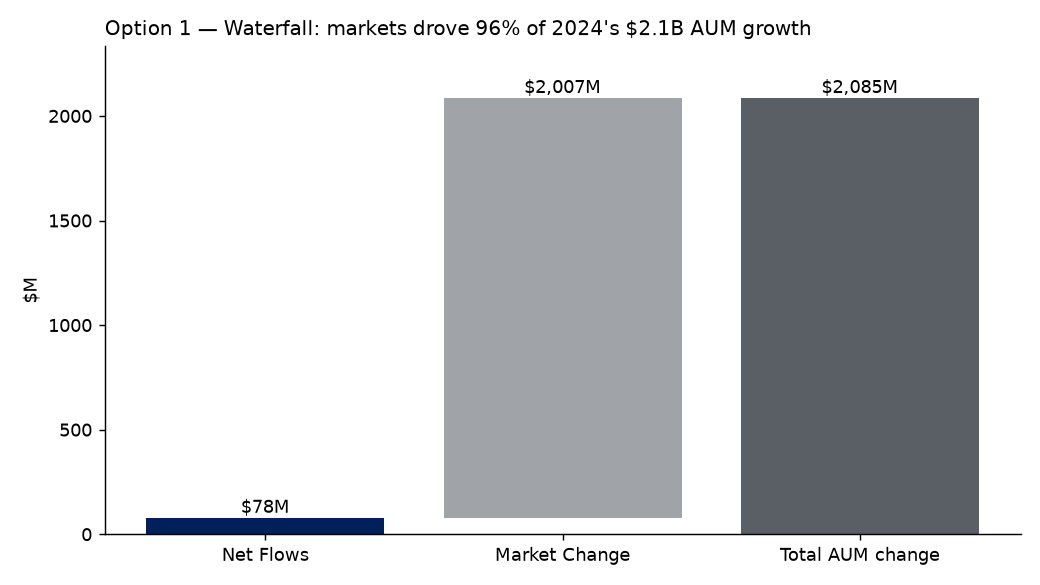 Option 1 — Waterfall: markets drove 96% of 2024's $2.1B AUM growth
$2,007M
$2,085M
2000
1500
$M
1000
500
$78M
0
Net Flows
Market Change
Total AUM change